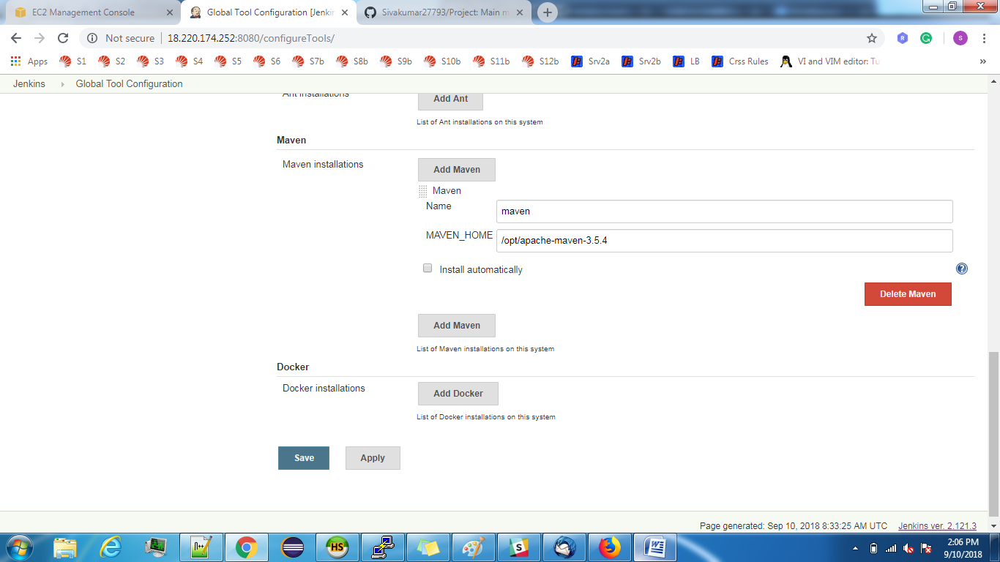 EC2 Management Console
Global Tool Configuration [Jenkin
Sivakumar27793/Project: Main m
Not secure 18.220.174.252:8080/configureTools/
R S
Apps S1 S2 S3 S4 S5 S6 S7b S8b S9b S10b S11b S12b Srv2a Srv2b LB Crss Rules VI and VIM editor: Tu »
Jenkins Global Tool Configuration
Ant installations
Add Ant
List of Ant installations on this system
Maven
Maven installations
Add Maven
Maven
Name
maven
MAVEN_HOME
/opt/apache-maven-3.5.4
Install automatically
?
Delete Maven
Add Maven
List of Maven installations on this system
Docker
Docker installations
Add Docker
List of Docker installations on this system
Save Apply
Page generated: Sep 10, 2018 8:33:25 AM UTC Jenkins ver. 2.121.3
HS S W
2:06 PM
9/10/2018